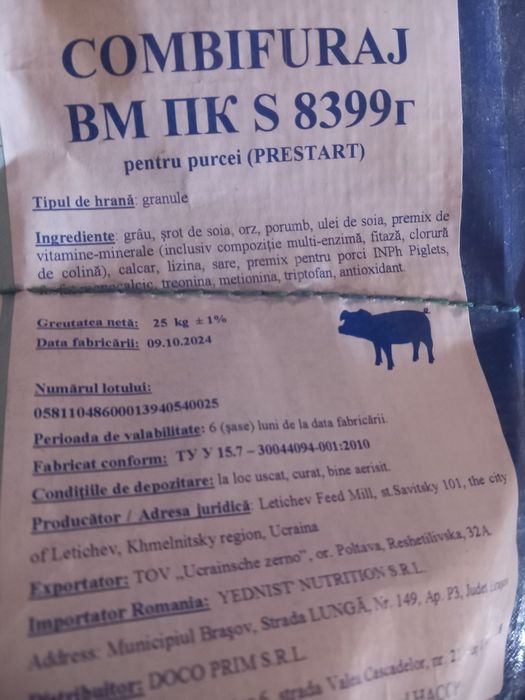 COMBIFURAJ
ВМ ПК S 8399г
pentru purcei (PRESTART)
Tipul de hrană: granule
Ingrediente: grâu, șrot de soia, orz, porumb, ulei de soia, premix de
vitamine-minerale (inclusiv compoziție multi-enzimă, fitază, clorură
de colină), calcar, lizina, sare, premix pentru porci INPh Piglets,
monocalcic, treonina, metionina, triptofan, antioxidant
Greutatea netă: 25 kg ± 1%
Data fabricării: 09.10.2024
Numărul lotului:
05811048600013940540025
Perioada de valabilitate: 6 (șase) luni de la data fabricării.
Fabricat conform: ТУ У 15.7 – 30044094-001:2010
Condițiile de depozitare: la loc uscat, curat, bine aerisit.
Producător / Adresa juridică: Letichev Feed Mill, st.Savitsky 101, the city
of Letichev, Khmelnitsky region, Ucraina
Exportator: TOV „Ucrainsche zerno”, or. Poltava, Reshetilivska, 32A
Importator Romania: YEDNIST' NUTRITION S.R.L.
Address: Municipiul Brașov, Strada LUNGĂ, Nr. 149, Ap. P3, Județ
Distribuitor: DOCO PRIM S.R.L
strada Valea Cascadelor, nr.